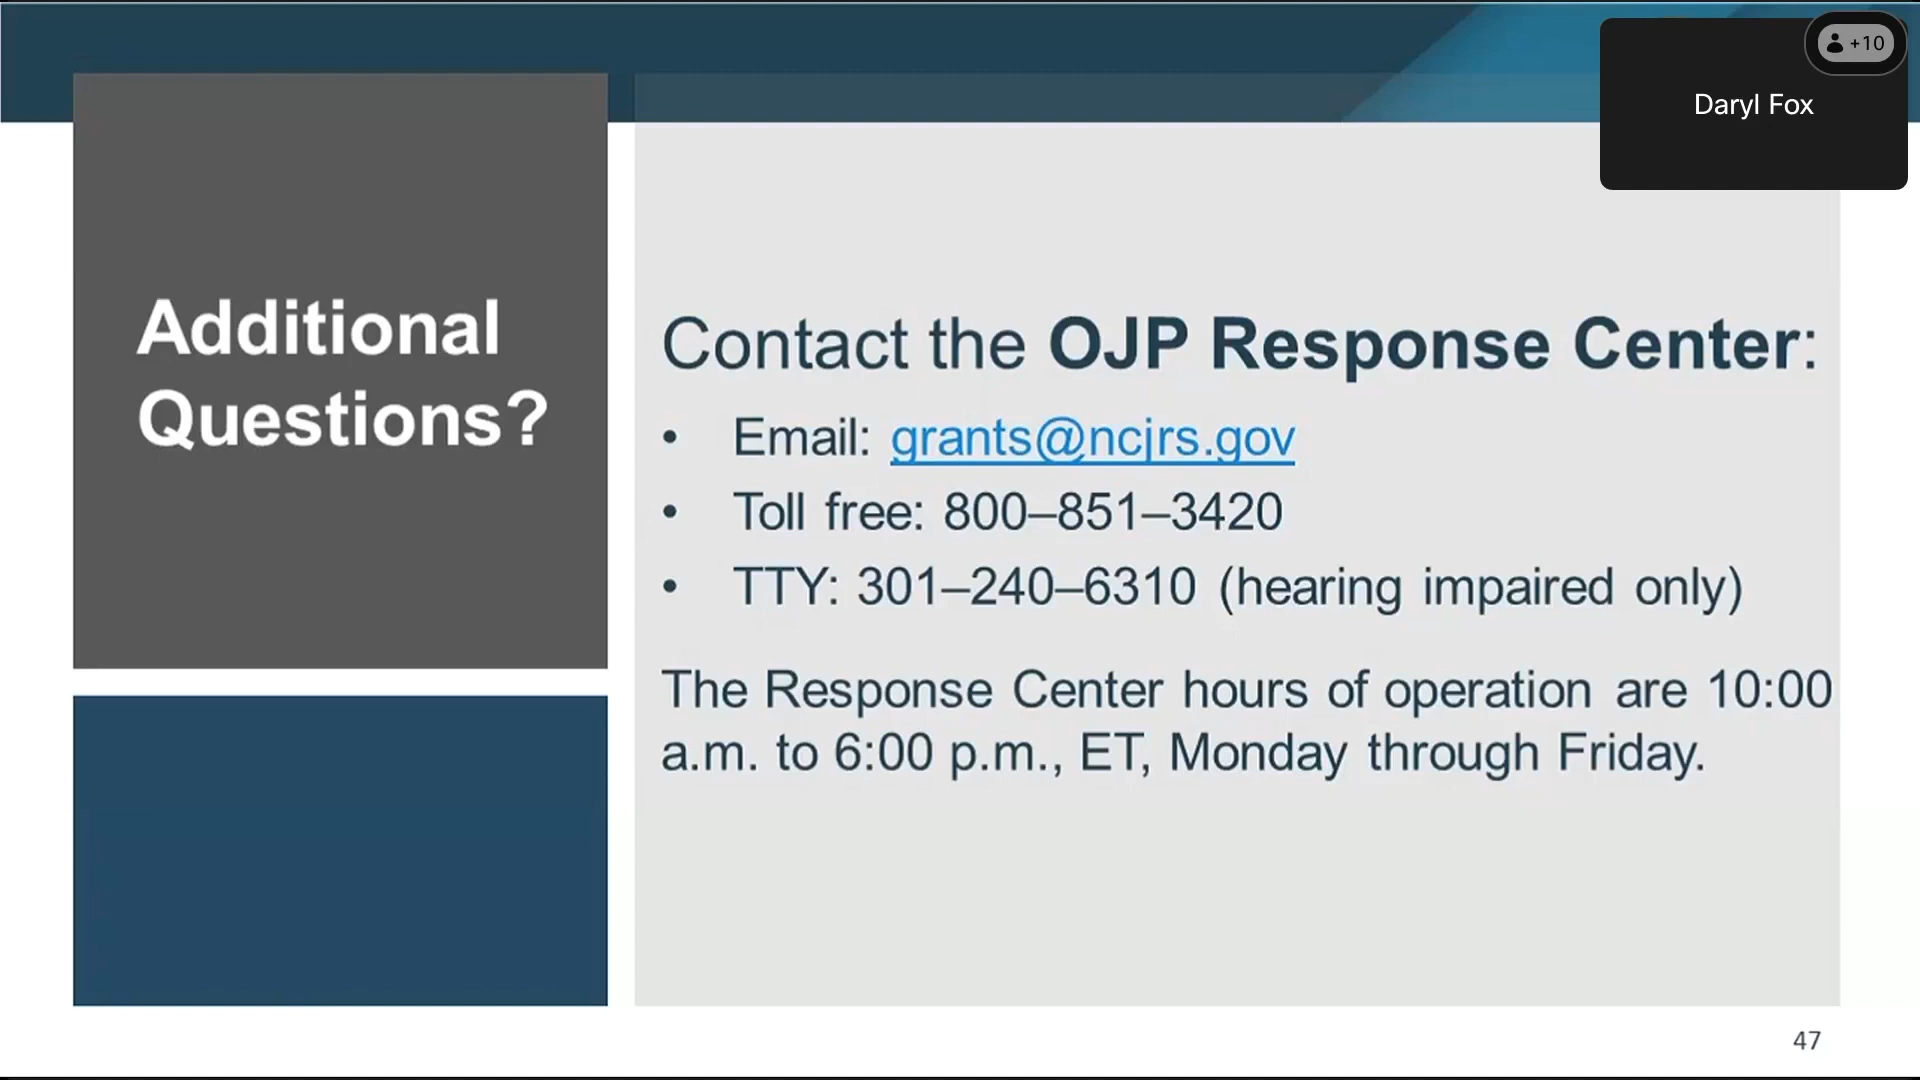 +10
Daryl Fox
Additional
Questions?
Contact the OJP Response Center:
• Email: grants@ncjrs.gov
• Toll free: 800–851–3420
• TTY: 301–240–6310 (hearing impaired only)
The Response Center hours of operation are 10:00
a.m. to 6:00 p.m., ET, Monday through Friday.
47